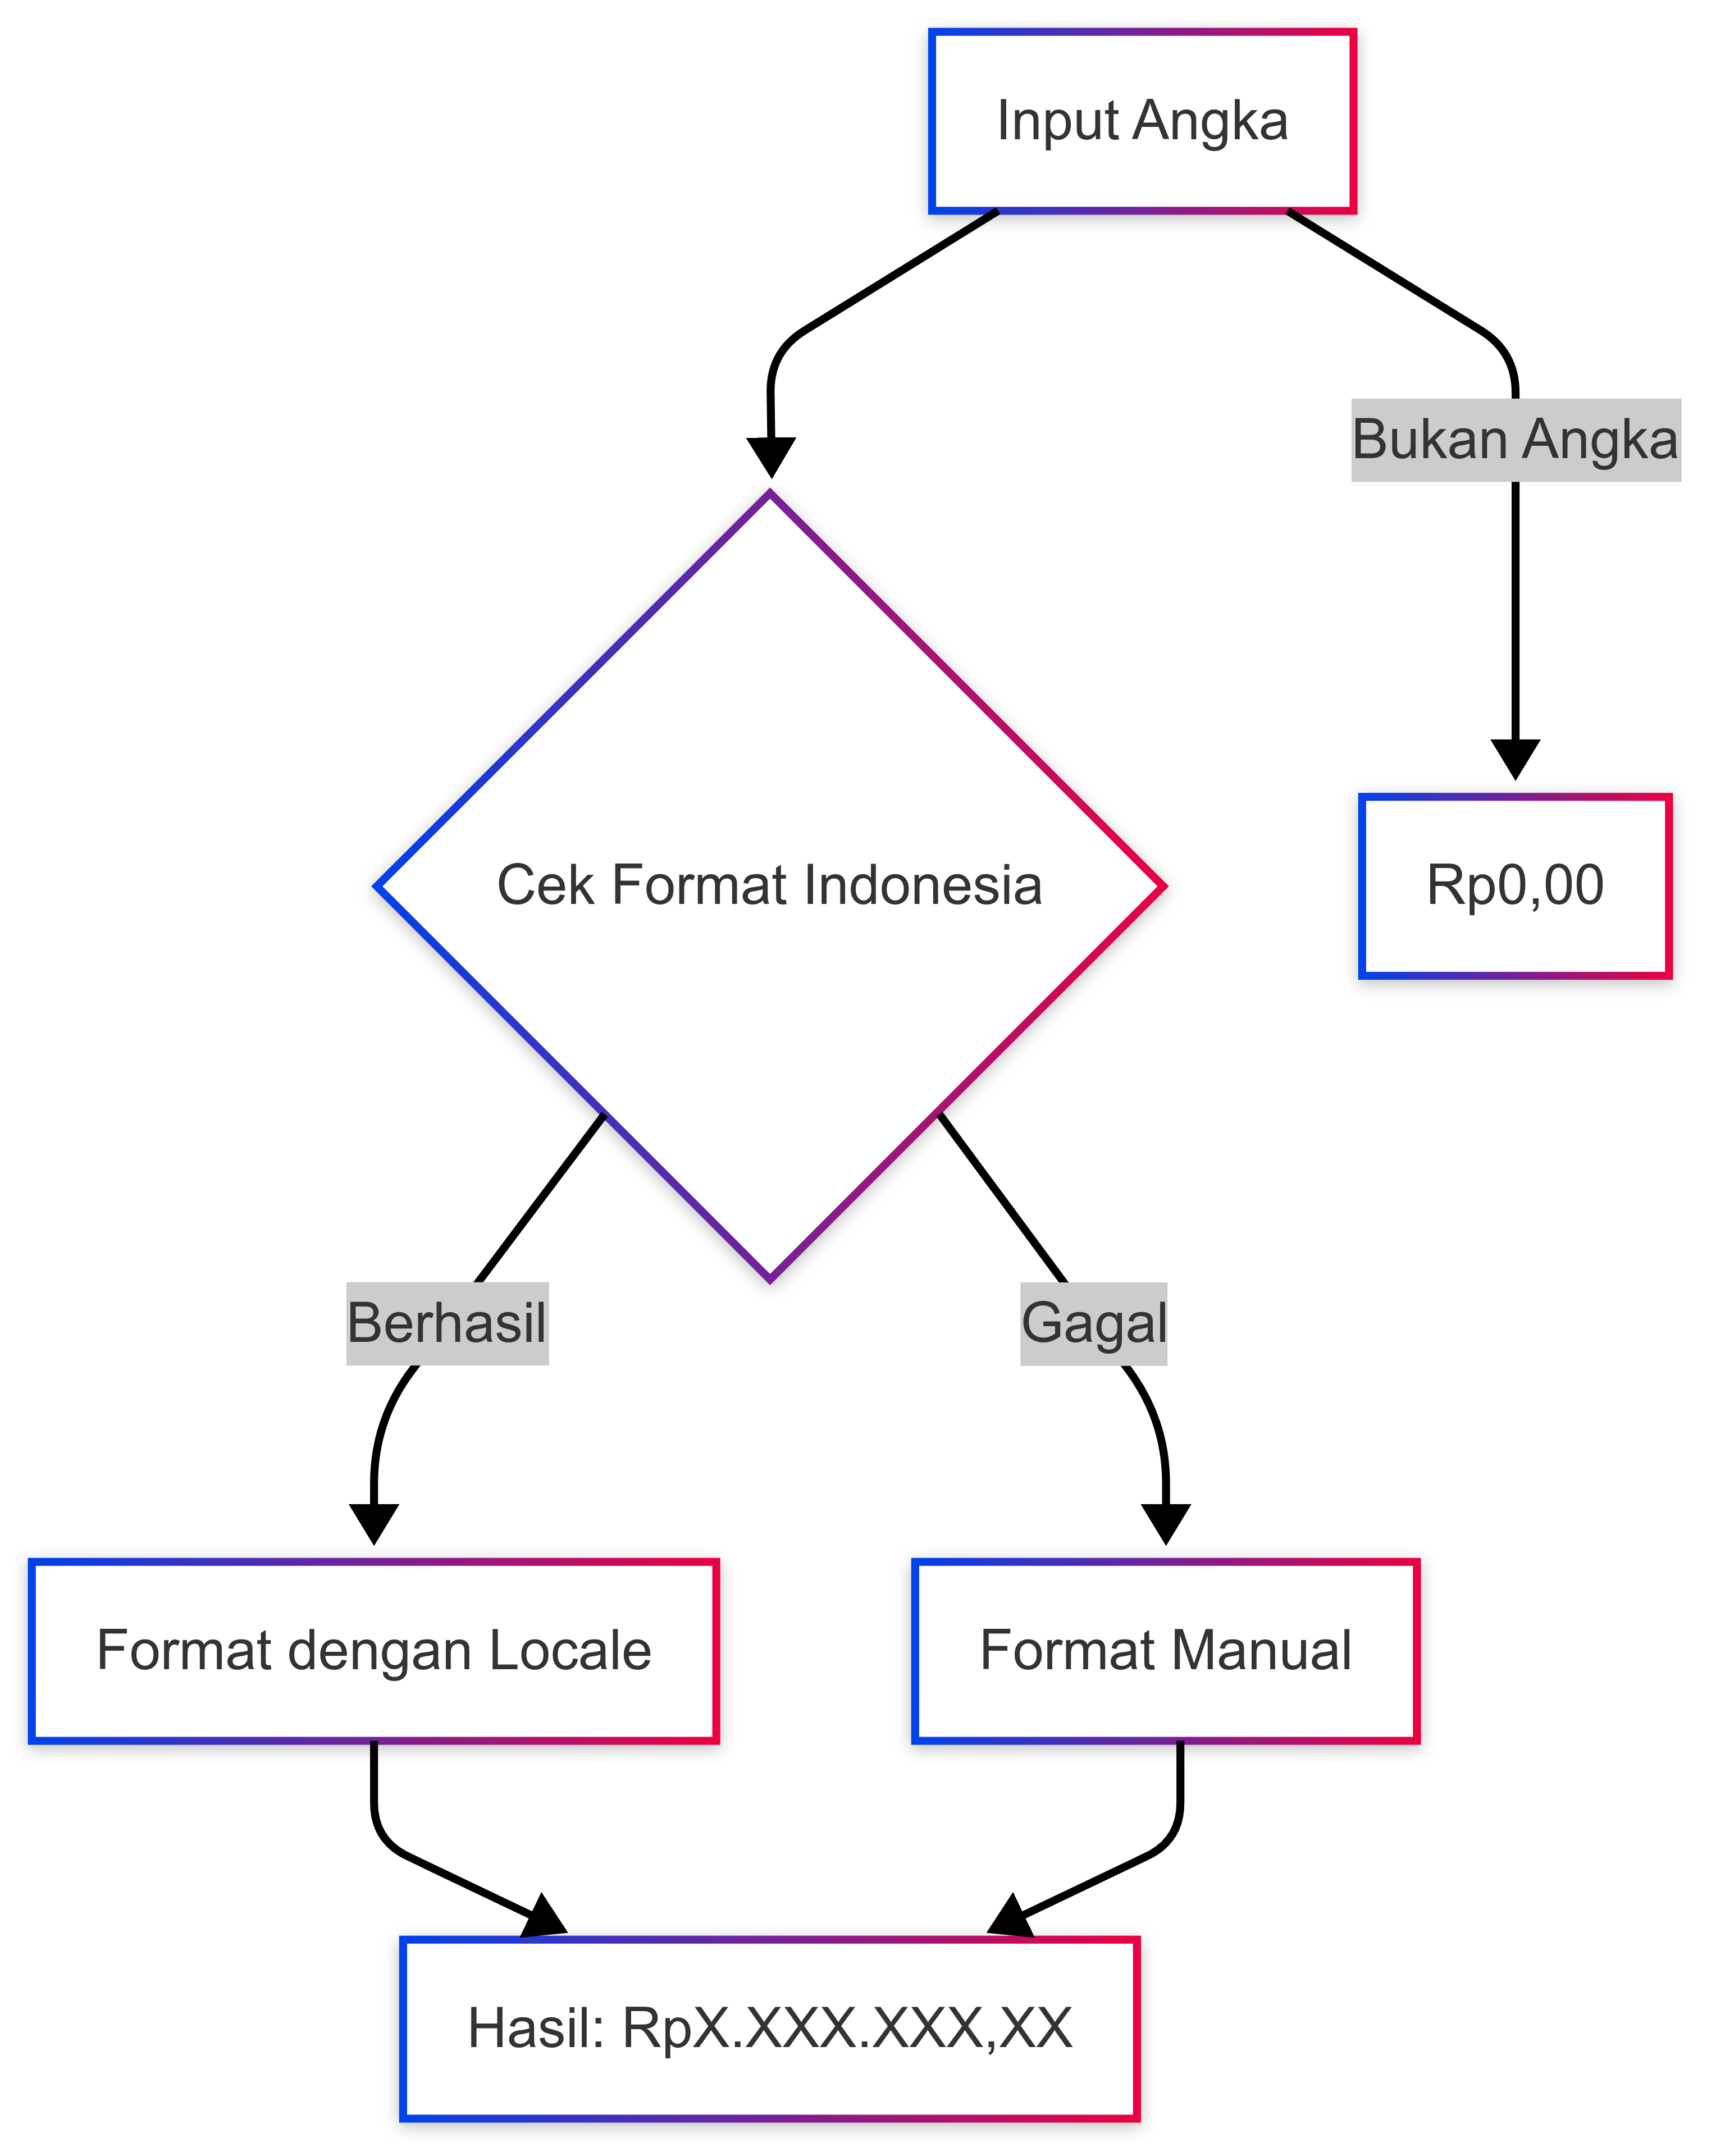 Input Angka
Bukan Angka
Cek Format Indonesia
Rp0,00
Berhasil
Gagal
Format dengan Locale
Format Manual
Hasil: RpX.XXX.XXX,XX